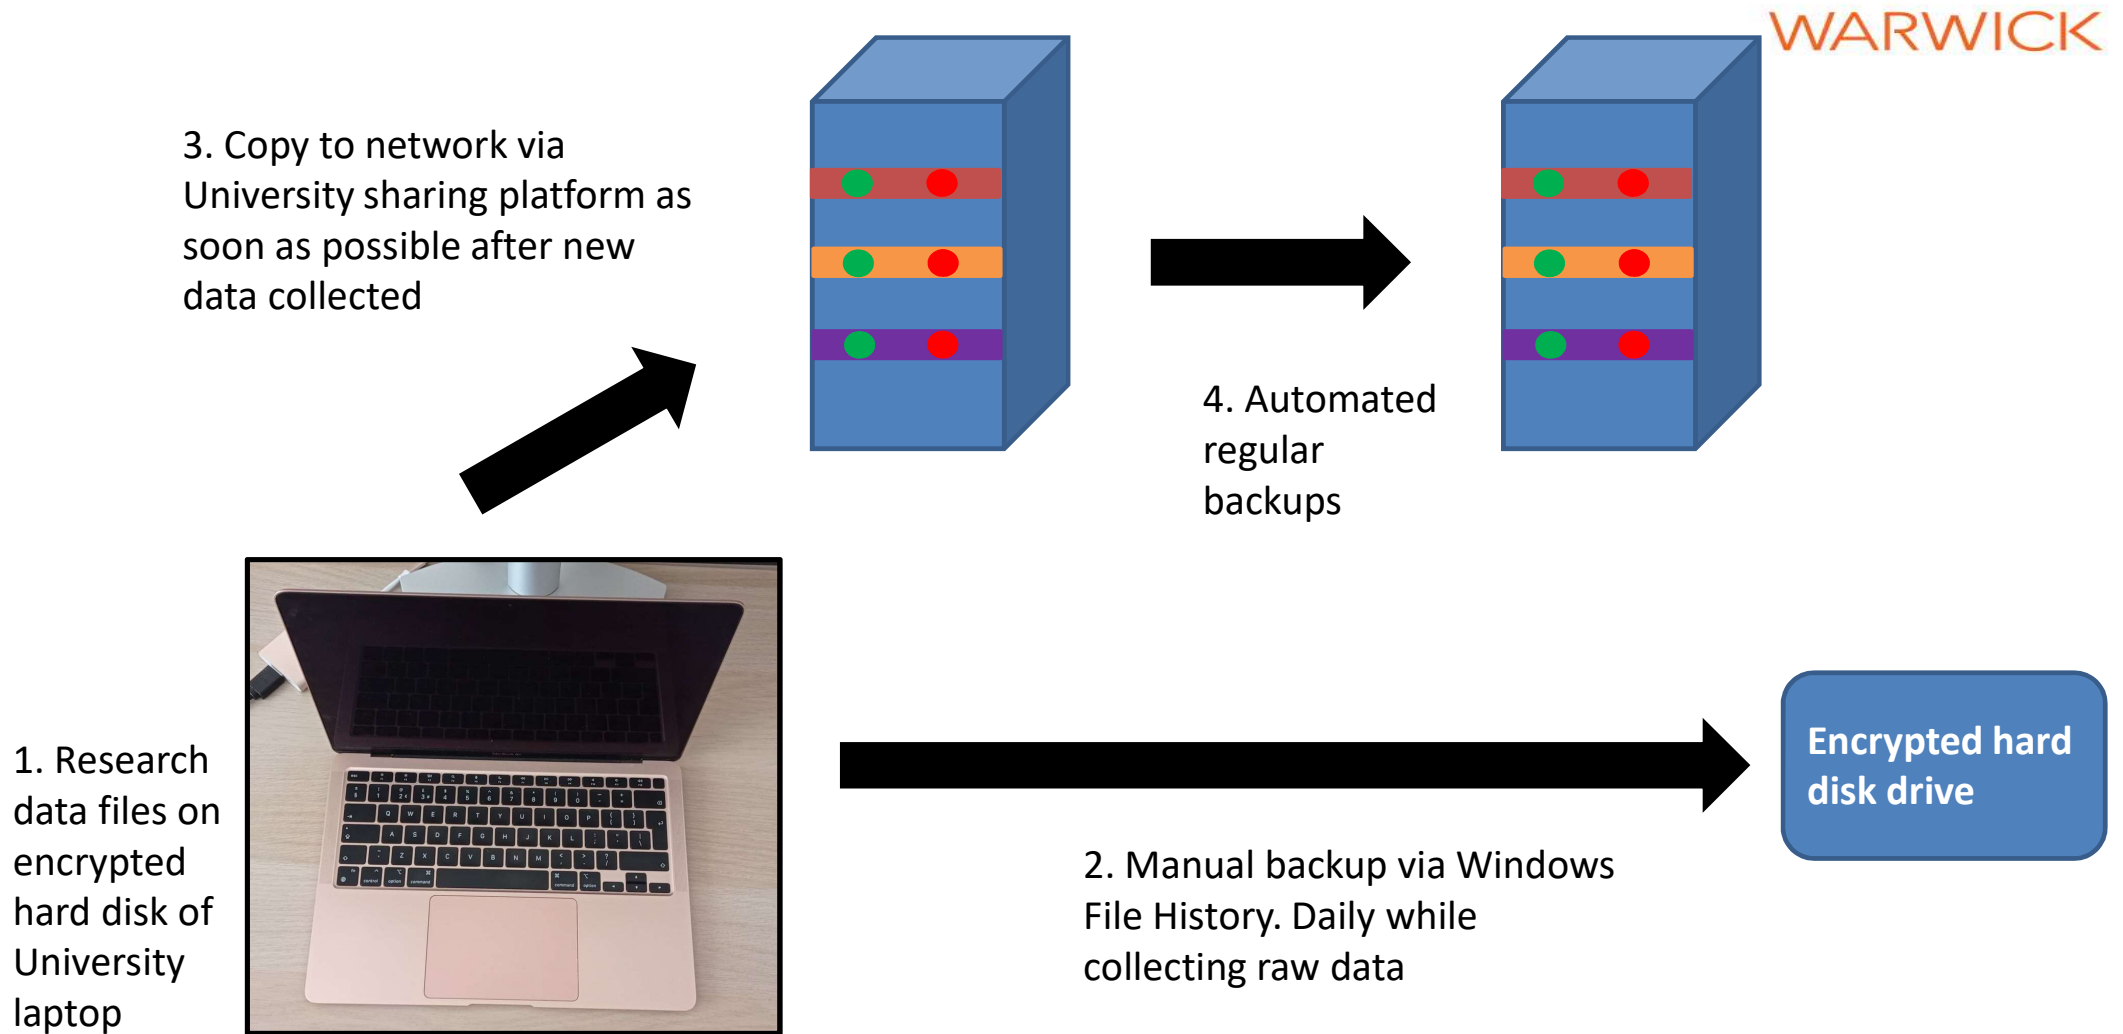 WARWICK
3. Copy to network via
University sharing platform as
soon as possible after new
data collected
4. Automated
regular
backups
1. Research
data files on
encrypted
hard disk of
University
laptop
Encrypted hard
disk drive
2. Manual backup via Windows
File History. Daily while
collecting raw data